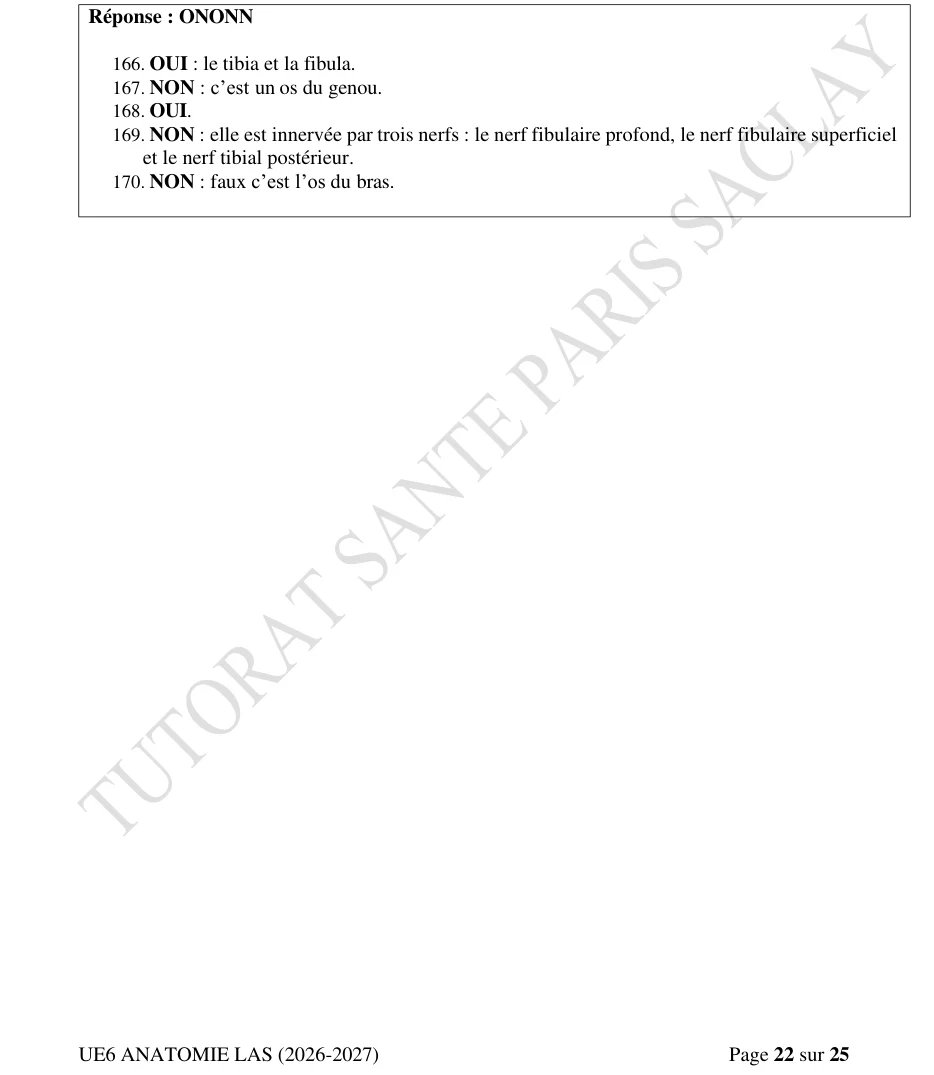 Réponse : ONONN
166. OUI : le tibia et la fibula.
167. NON : c’est un os du genou.
168. OUI.
169. NON : elle est innervée par trois nerfs : le nerf fibulaire profond, le nerf fibulaire superficiel
et le nerf tibial postérieur.
170. NON : faux c’est l’os du bras.
TUTORAT SANTE PARIS SACLAY
UE6 ANATOMIE LAS (2026-2027)
Page 22 sur 25